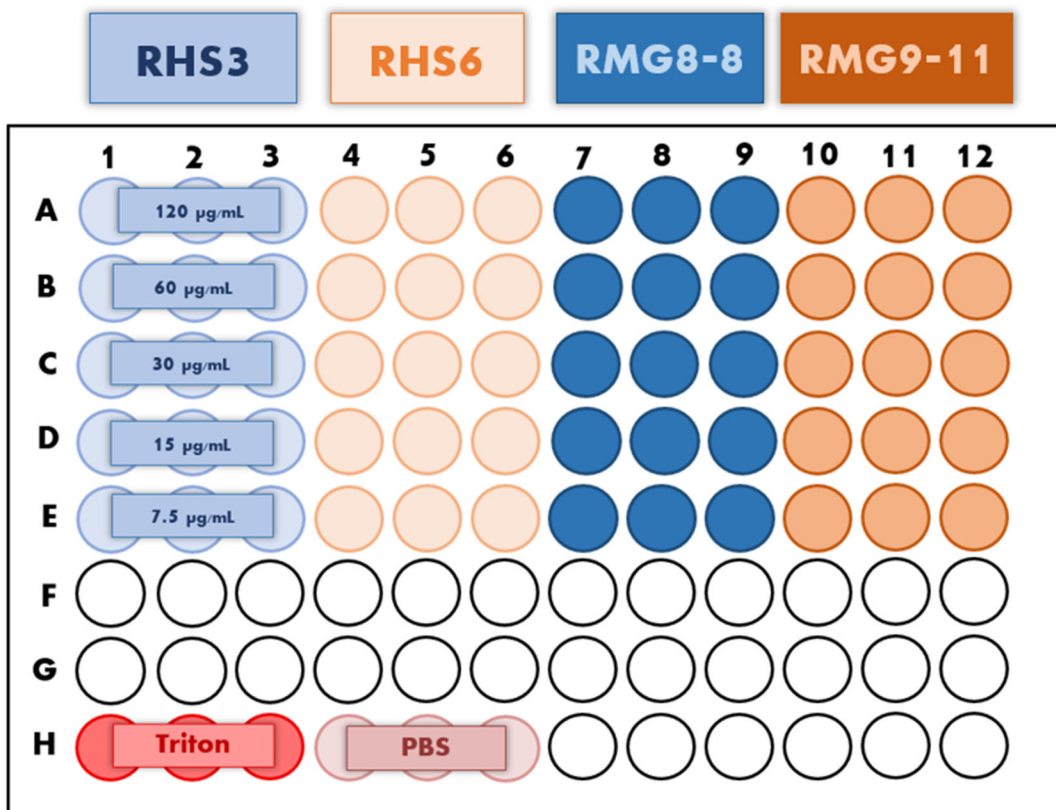 RHS3 RHS6 RMG8-8 RMG9-11
1 2 3 4 5 6 7 8 9 10 11 12
A 120 µg/mL
B 60 µg/mL
C 30 µg/mL
D 15 µg/mL
E 7.5 µg/mL
F
G
H Triton PBS